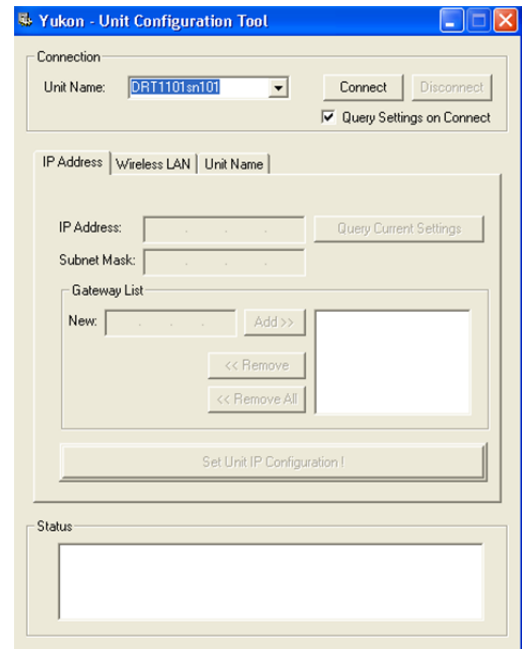 Yukon - Unit Configuration Tool
Connection
Unit Name: DRT1101sn101 Connect Disconnect
Query Settings on Connect
IP Address Wireless LAN Unit Name
IP Address: . . . Query Current Settings
Subnet Mask: . . .
Gateway List
New: . . . Add >>
<< Remove
<< Remove All
Set Unit IP Configuration !
Status